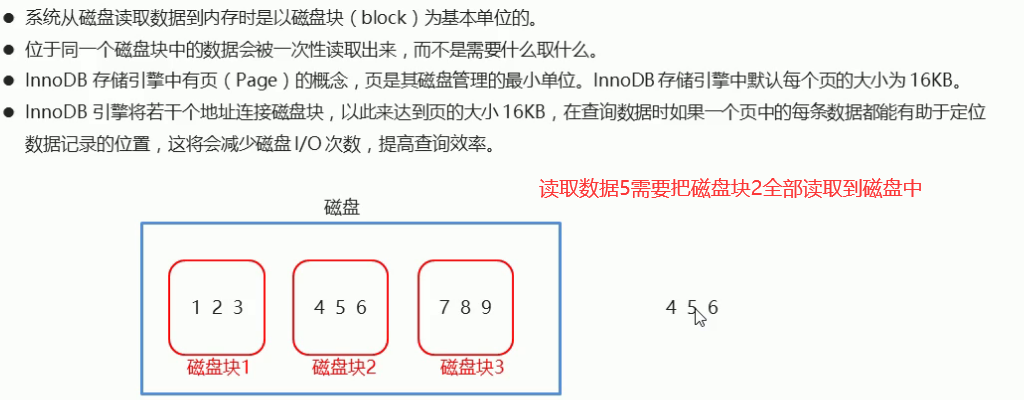 ● 系统从磁盘读取数据到内存时是以磁盘块（block）为基本单位的。
● 位于同一个磁盘块中的数据会被一次性读取出来，而不是需要什么取什么。
● InnoDB 存储引擎中有页（Page）的概念，页是其磁盘管理的最小单位。InnoDB 存储引擎中默认每个页的大小为 16KB。
● InnoDB 引擎将若干个地址连接磁盘块，以此来达到页的大小 16KB，在查询数据时如果一个页中的每条数据都能有助于定位
数据记录的位置，这将会减少磁盘 I/O 次数，提高查询效率。
读取数据5需要把磁盘块2全部读取到磁盘中
磁盘
1 2 3
4 5 6
7 8 9
4 5 6
磁盘块1
磁盘块2
磁盘块3